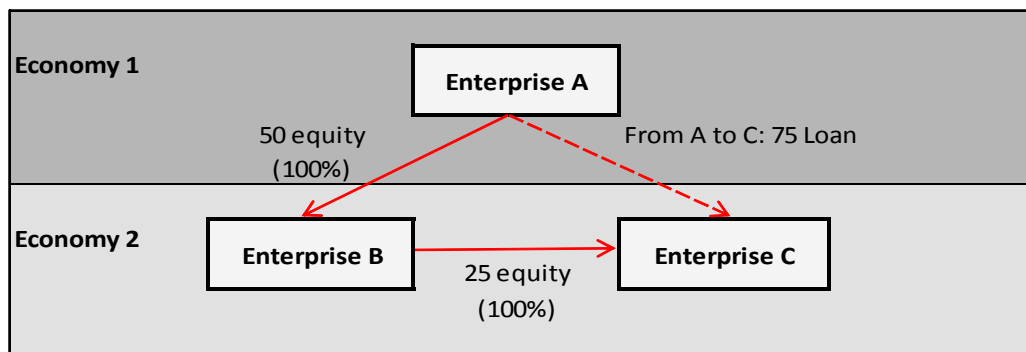 Economy 1
Enterprise A
50 equity
(100%)
From A to C: 75 Loan
Economy 2
Enterprise B
Enterprise C
25 equity
(100%)